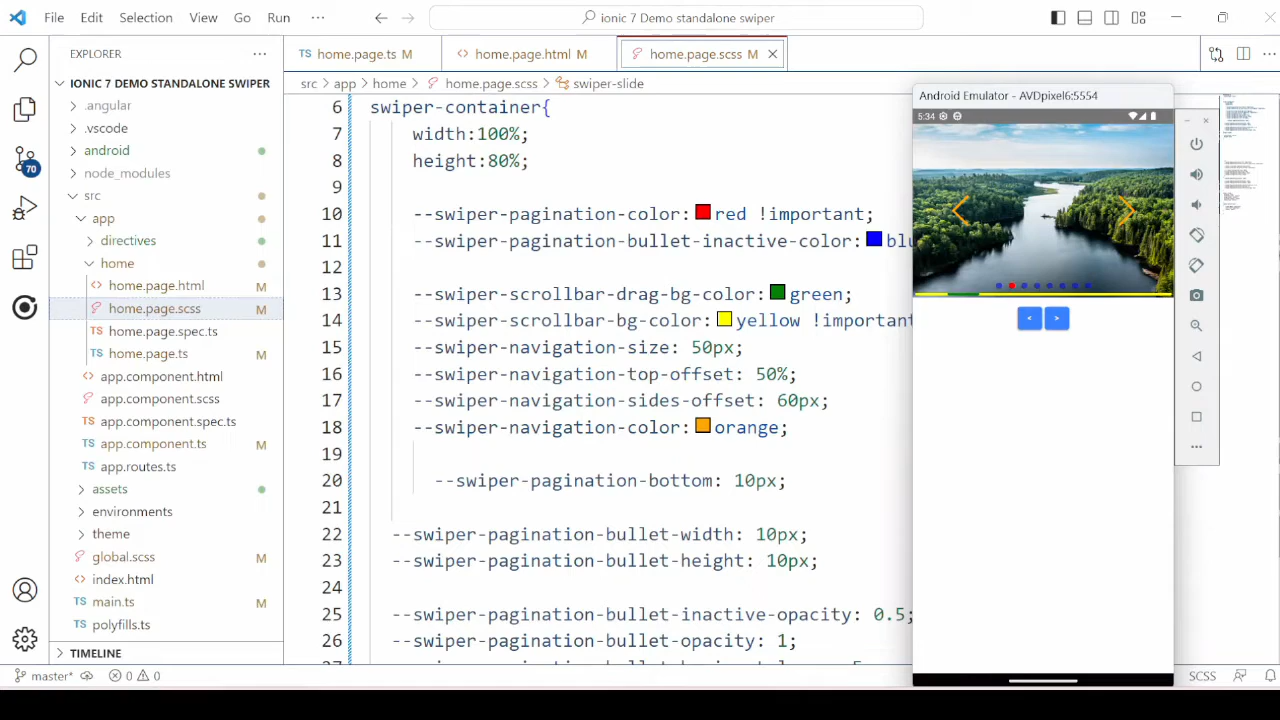 File Edit Selection View Go Run ···
ionic 7 Demo standalone swiper
EXPLORER
IONIC 7 DEMO STANDALONE SWIPER
.angular
.vscode
android
node_modules
src
app
directives
home
home.page.html M
home.page.scss M
home.page.spec.ts
home.page.ts M
app.component.html
app.component.scss
app.component.spec.ts
app.component.ts M
app.routes.ts
assets
environments
theme
global.scss M
index.html
main.ts M
polyfills.ts
TIMELINE
70
TS home.page.ts M
<> home.page.html M
home.page.scss M
src > app > home > home.page.scss > swiper-slide
6 swiper-container{
7 width:100%;
8 height:80%;
9
10 --swiper-pagination-color: red !important;
11 --swiper-pagination-bullet-inactive-color: blu
12
13 --swiper-scrollbar-drag-bg-color: green;
14 --swiper-scrollbar-bg-color: yellow !important
15 --swiper-navigation-size: 50px;
16 --swiper-navigation-top-offset: 50%;
17 --swiper-navigation-sides-offset: 60px;
18 --swiper-navigation-color: orange;
19
20 --swiper-pagination-bottom: 10px;
21
22 --swiper-pagination-bullet-width: 10px;
23 --swiper-pagination-bullet-height: 10px;
24
25 --swiper-pagination-bullet-inactive-opacity: 0.5;
26 --swiper-pagination-bullet-opacity: 1;
Android Emulator - AVDpixel6:5554
5:34
< >
master* 0 0 SCSS